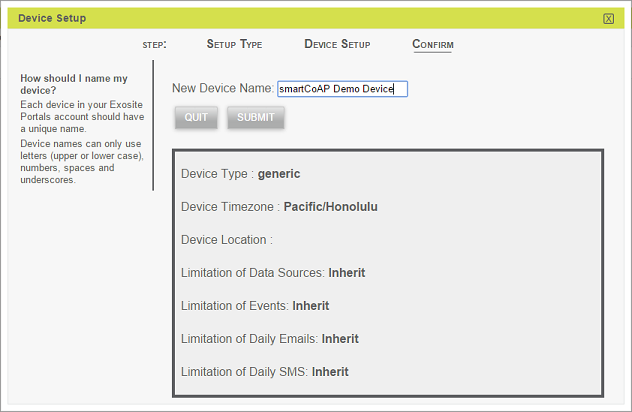 Device Setup
STEP: SETUP TYPE DEVICE SETUP CONFIRM
How should I name my
device?
Each device in your Exosite
Portals account should have
a unique name.
Device names can only use
letters (upper or lower case),
numbers, spaces and
underscores.
New Device Name: smartCoAP Demo Device
QUIT SUBMIT
Device Type : generic
Device Timezone : Pacific/Honolulu
Device Location :
Limitation of Data Sources: Inherit
Limitation of Events: Inherit
Limitation of Daily Emails: Inherit
Limitation of Daily SMS: Inherit